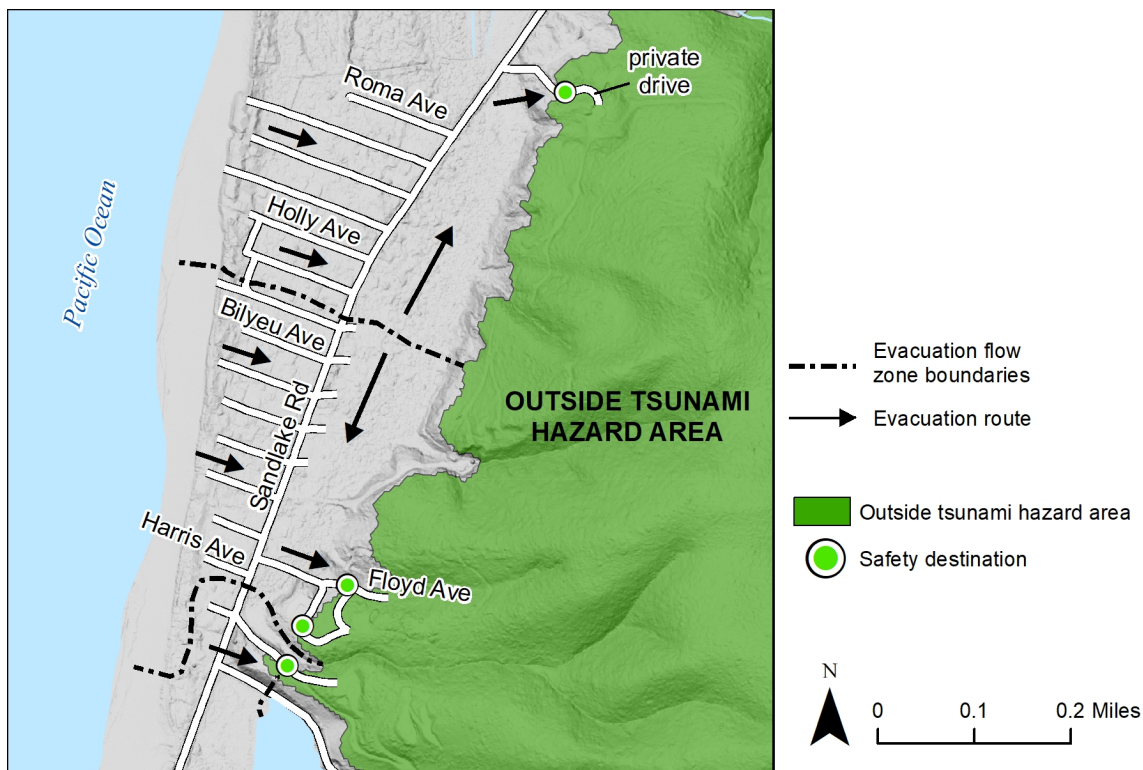 private
drive
Roma Ave
Pacific Ocean
Holly Ave
Bilyeu Ave
OUTSIDE TSUNAMI
HAZARD AREA
Sandlake Rd
Harris Ave
Floyd Ave
Evacuation flow
zone boundaries
Evacuation route
Outside tsunami hazard area
Safety destination
N
0 0.1 0.2 Miles